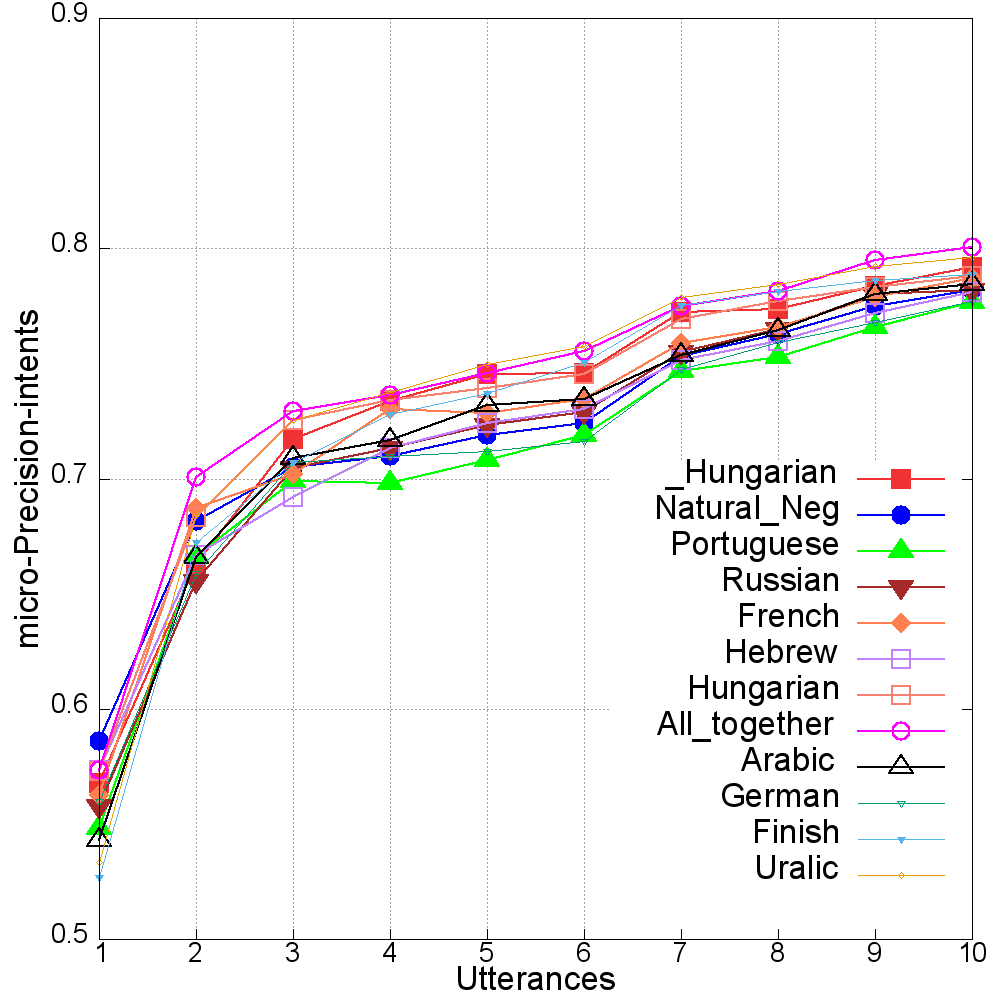 0.9
0.8
0.7
0.6
0.5
micro-Precision-intents
_Hungarian
Natural_Neg
Portuguese
Russian
French
Hebrew
Hungarian
All_together
Arabic
German
Finish
Uralic
1 2 3 4 5 6 7 8 9 10
Utterances